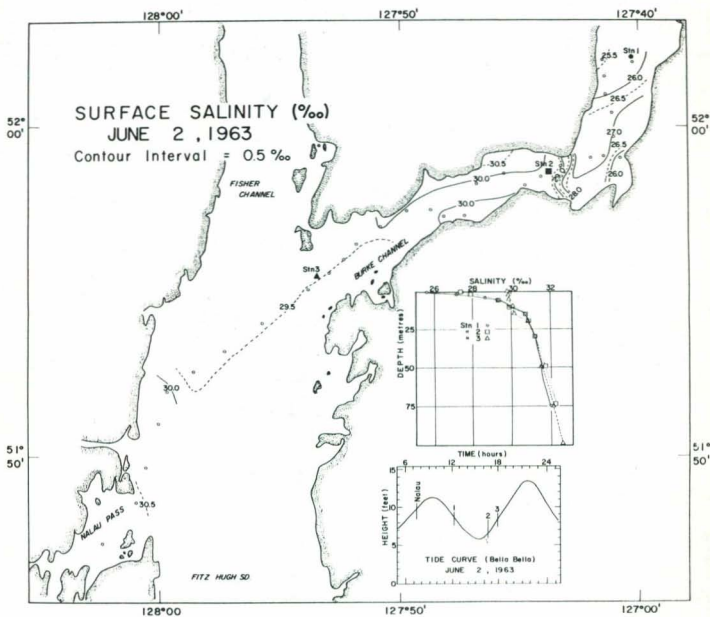 128°00'
127°50'
127°40'
52°
00'
52°
00'
SURFACE SALINITY (‰)
JUNE 2, 1963
Contour Interval = 0.5 ‰
Stn 1
25.5
26.0
26.5
27.0
26.5
26.0
28.0
Stn 2
30.5
30.0
30.0
FISHER
CHANNEL
BURKE CHANNEL
Stn 3
29.5
30.0
30.5
NALAU PASS
FITZ HUGH SD
51°
50'
51°
50'
SALINITY (‰)
26 28 30 32
DEPTH (metres)
25
50
75
Stn 1
2
3
TIME (hours)
6 12 18 24
HEIGHT (feet)
15
10
5
0
Nalau
1
2
3
TIDE CURVE (Bella Bella)
JUNE 2, 1963
128°00'
127°50'
127°00'